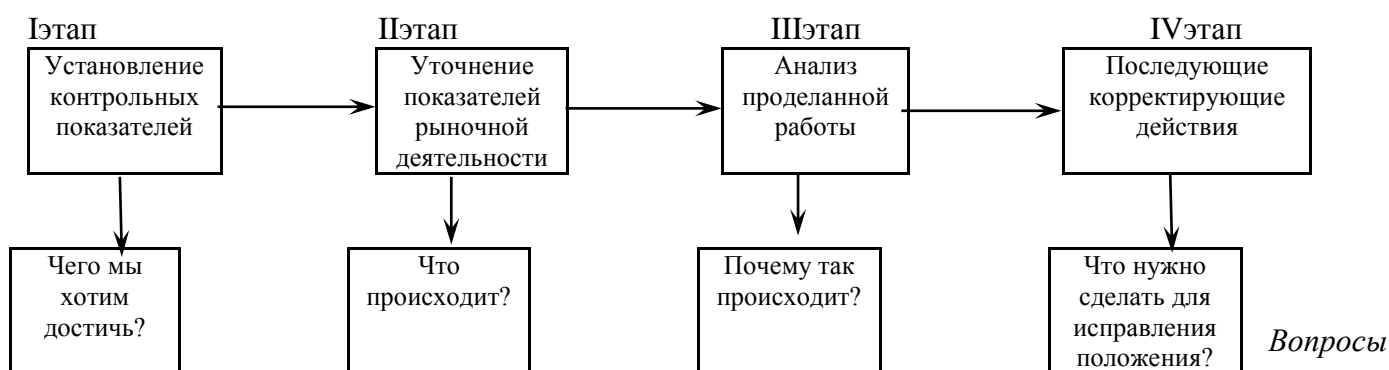 Iэтап
IIэтап
IIIэтап
IVэтап
Установление
контрольных
показателей
Уточнение
показателей
рыночной
деятельности
Анализ
проделанной
работы
Последующие
корректирующие
действия
Чего мы
хотим
достичь?
Что
происходит?
Почему так
происходит?
Что нужно
сделать для
исправления
положения?
Вопросы